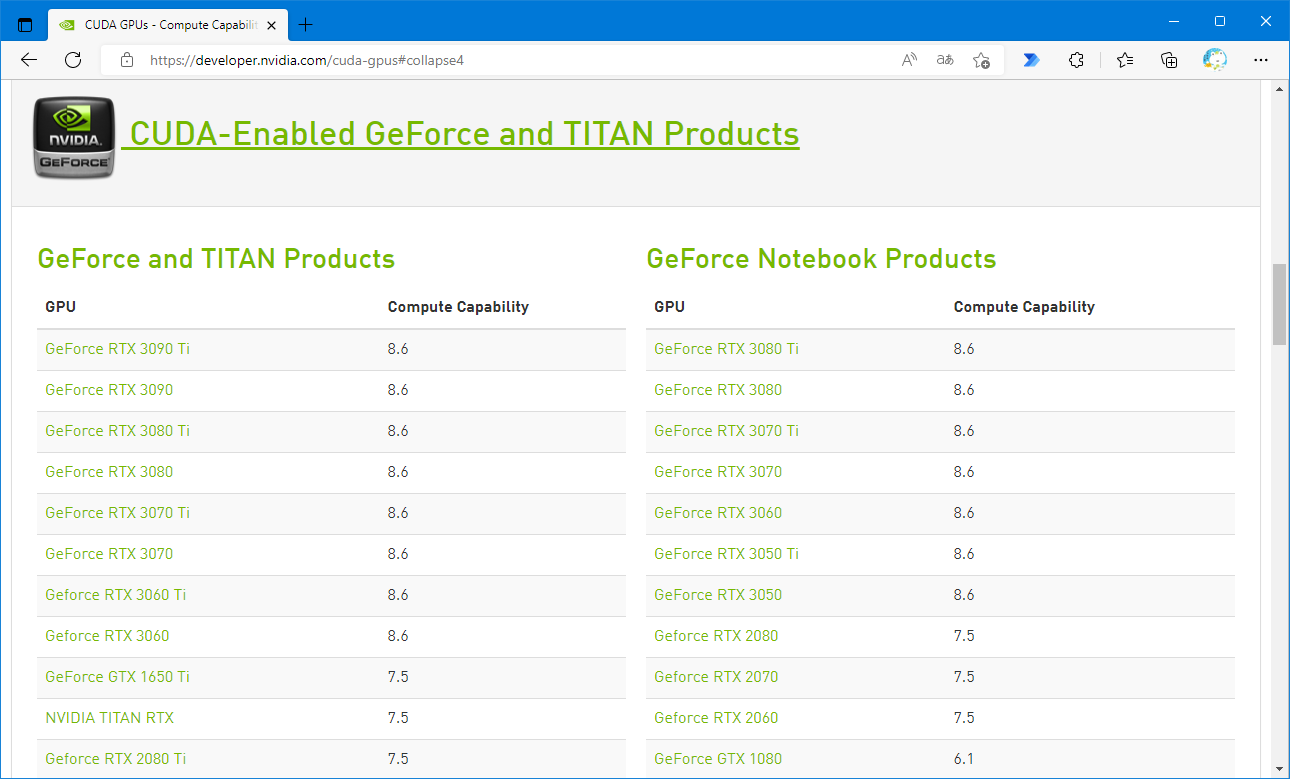 CUDA GPUs - Compute Capabilit
https://developer.nvidia.com/cuda-gpus#collapse4
NVIDIA.
GEFORCE
CUDA-Enabled GeForce and TITAN Products
GeForce and TITAN Products
GPU Compute Capability
GeForce RTX 3090 Ti 8.6
GeForce RTX 3090 8.6
GeForce RTX 3080 Ti 8.6
GeForce RTX 3080 8.6
GeForce RTX 3070 Ti 8.6
GeForce RTX 3070 8.6
Geforce RTX 3060 Ti 8.6
Geforce RTX 3060 8.6
GeForce GTX 1650 Ti 7.5
NVIDIA TITAN RTX 7.5
Geforce RTX 2080 Ti 7.5
GeForce Notebook Products
GPU Compute Capability
GeForce RTX 3080 Ti 8.6
GeForce RTX 3080 8.6
GeForce RTX 3070 Ti 8.6
GeForce RTX 3070 8.6
GeForce RTX 3060 8.6
GeForce RTX 3050 Ti 8.6
GeForce RTX 3050 8.6
Geforce RTX 2080 7.5
Geforce RTX 2070 7.5
Geforce RTX 2060 7.5
GeForce GTX 1080 6.1